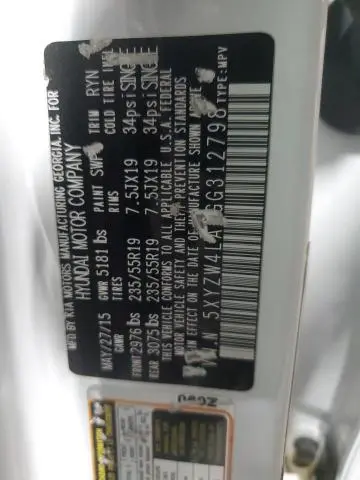 MFG. BY KIA MOTORS MANUFACTURING GEORGIA, INC. FOR
HYUNDAI MOTOR COMPANY
PAINT SWP TRIM RYN
MAY/27/15 GVWR 5181 lbs
GAWR TIRES RIMS COLD TIRE INFL
FRONT 2976 lbs 235/55R19 7.5JX19 34psi SINGLE
REAR 3075 lbs 235/55R19 7.5JX19 34psi SINGLE
THIS VEHICLE CONFORMS TO ALL APPLICABLE U.S.A. FEDERAL
MOTOR VEHICLE SAFETY AND THEFT PREVENTION STANDARDS
IN EFFECT ON THE DATE OF MANUFACTURE SHOWN ABOVE.
5XYZW4 GG312798 TYPE:MPV